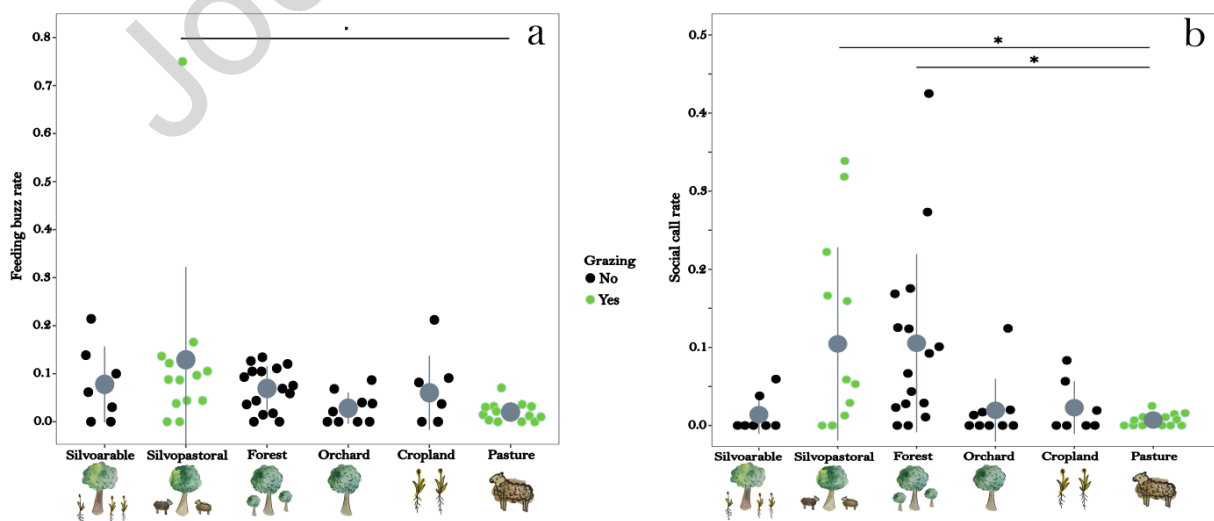 Jou
a
0.8
0.7
0.6
0.5
0.4
0.3
0.2
0.1
0.0
Feeding buzz rate
Silvoarable Silvopastoral Forest Orchard Cropland Pasture
Grazing
No
Yes
b
0.5
0.4
0.3
0.2
0.1
0.0
Social call rate
* 
*
Silvoarable Silvopastoral Forest Orchard Cropland Pasture